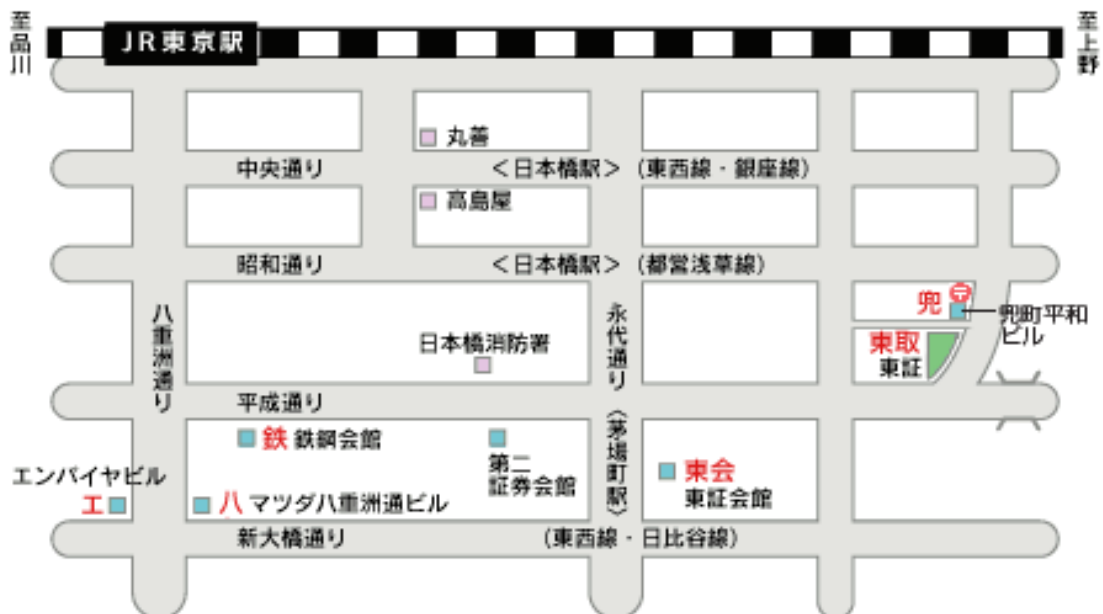 至品川
JR東京駅
至上野
丸善
中央通り
＜日本橋駅＞（東西線・銀座線）
高島屋
昭和通り
＜日本橋駅＞（都営浅草線）
八重洲通り
永代通り
＜茅場町駅＞
兜
〒
兜町平和
ビル
日本橋消防署
東取
東証
平成通り
鉄 鉄鋼会館
第二
証券会館
東会
東証会館
エンパイヤビル
エ
八 マツダ八重洲通ビル
新大橋通り
（東西線・日比谷線）